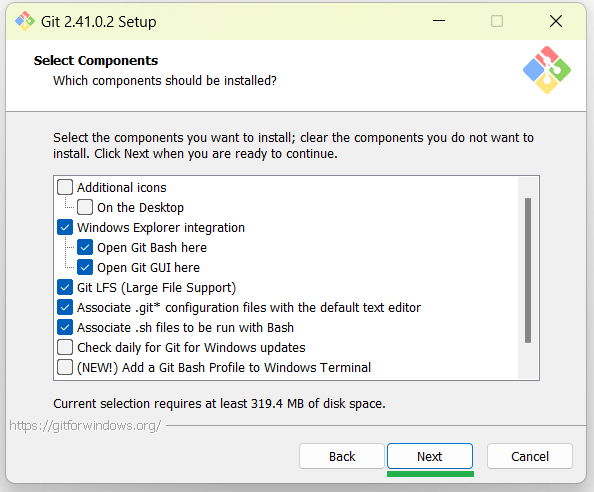 Git 2.41.0.2 Setup
Select Components
Which components should be installed?
Select the components you want to install; clear the components you do not want to
install. Click Next when you are ready to continue.
Additional icons
On the Desktop
Windows Explorer integration
Open Git Bash here
Open Git GUI here
Git LFS (Large File Support)
Associate .git* configuration files with the default text editor
Associate .sh files to be run with Bash
Check daily for Git for Windows updates
(NEW!) Add a Git Bash Profile to Windows Terminal
Current selection requires at least 319.4 MB of disk space.
https://gitforwindows.org/
Back Next Cancel